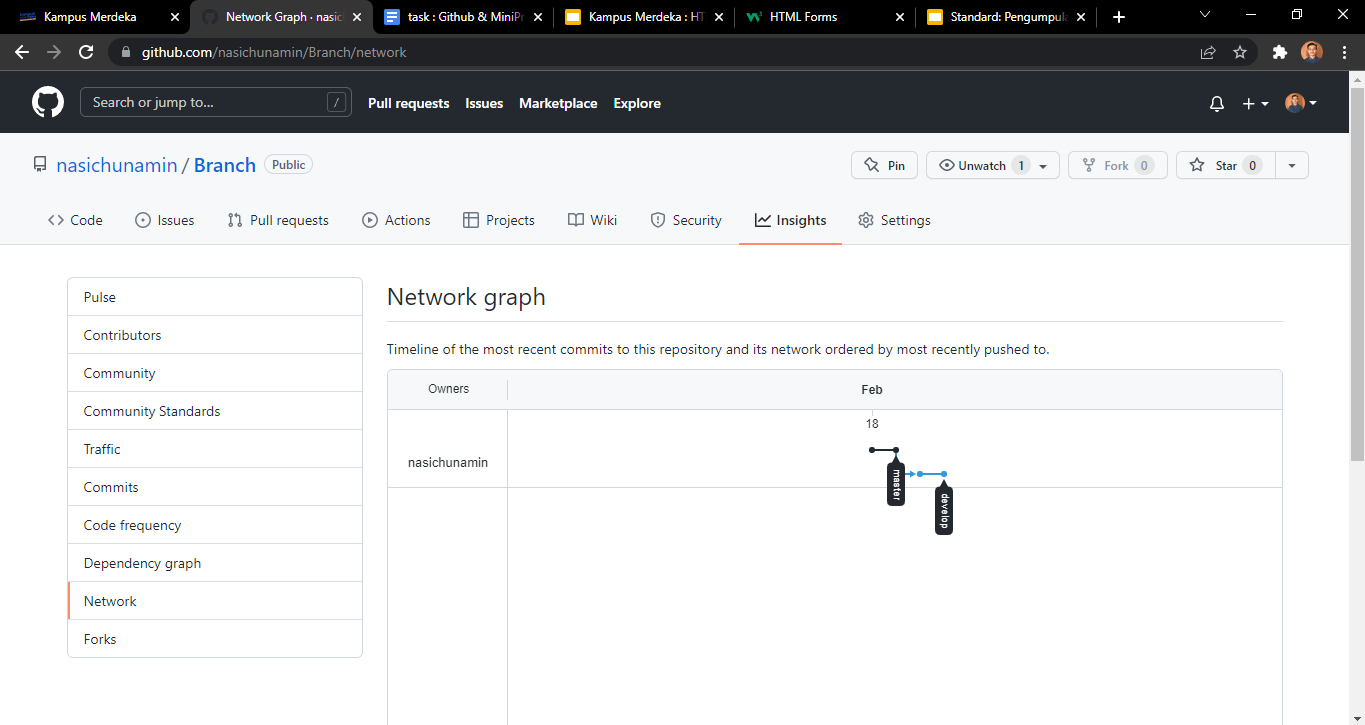 Kampus Merdeka
Network Graph · nasic
task : Github & MiniPr
Kampus Merdeka : HT
HTML Forms
Standard: Pengumpula
github.com/nasichunamin/Branch/network
Search or jump to...
/
Pull requests
Issues
Marketplace
Explore
nasichunamin / Branch
Public
Pin
Unwatch 1
Fork 0
Star 0
Code
Issues
Pull requests
Actions
Projects
Wiki
Security
Insights
Settings
Pulse
Contributors
Community
Community Standards
Traffic
Commits
Code frequency
Dependency graph
Network
Forks
Network graph
Timeline of the most recent commits to this repository and its network ordered by most recently pushed to.
Owners
Feb
18
nasichunamin
master
develop